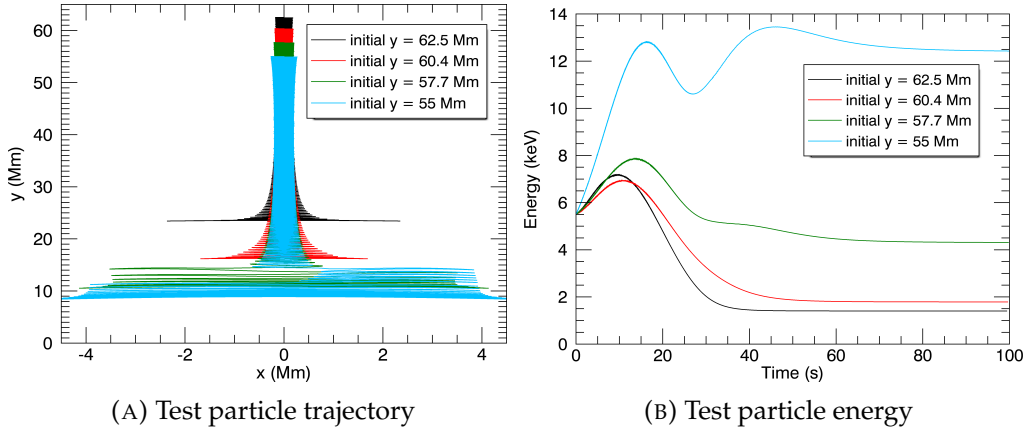 60
50
40
30
20
10
0
y (Mm)
-4
-2
0
2
4
x (Mm)
initial y = 62.5 Mm
initial y = 60.4 Mm
initial y = 57.7 Mm
initial y = 55 Mm
(A) Test particle trajectory
14
12
10
8
6
4
2
0
Energy (keV)
0
20
40
60
80
100
Time (s)
initial y = 62.5 Mm
initial y = 60.4 Mm
initial y = 57.7 Mm
initial y = 55 Mm
(B) Test particle energy